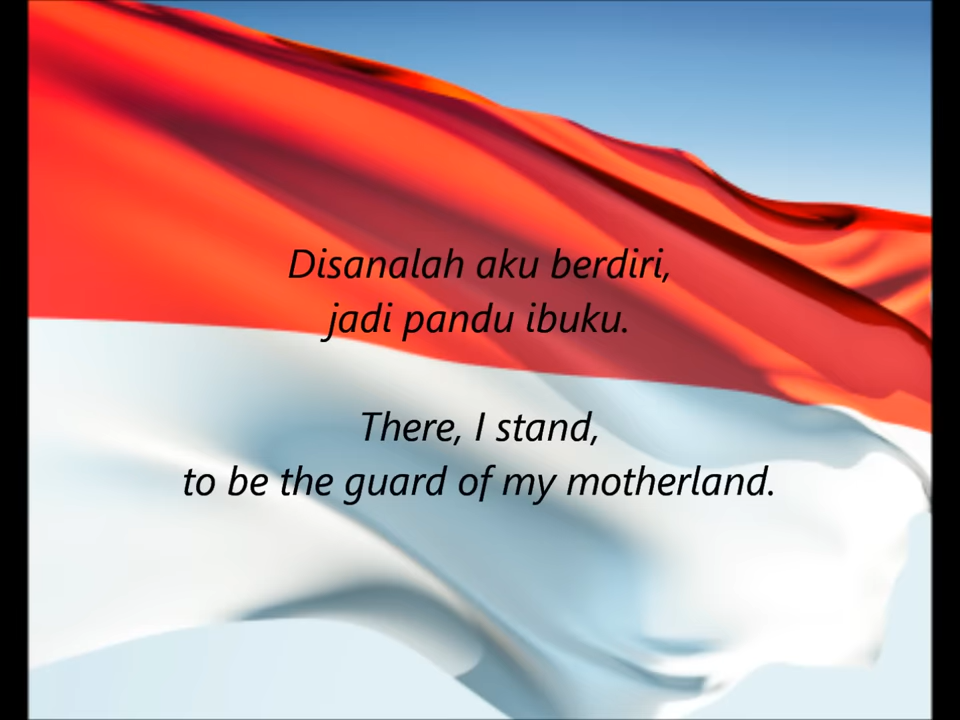 Disanalah aku berdiri,
jadi pandu ibuku.
There, I stand,
to be the guard of my motherland.